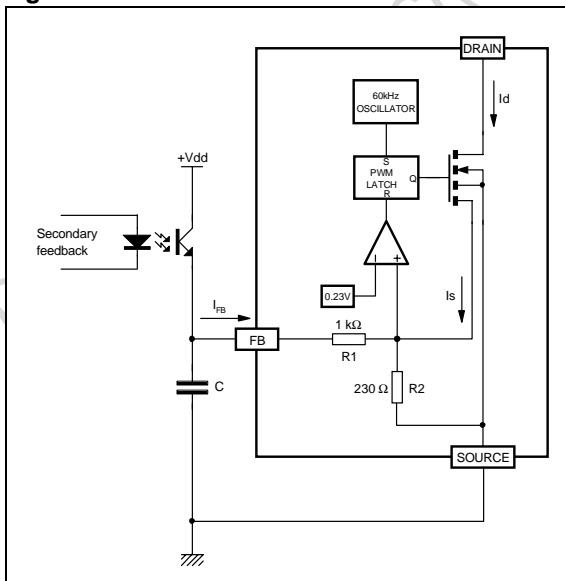 DRAIN
60kHz
OSCILLATOR
Id
+Vdd
S
PWM
LATCH
Q
R
Secondary
feedback
0.23V
Is
I_FB
1 kΩ
FB
R1
C
230 Ω
R2
SOURCE